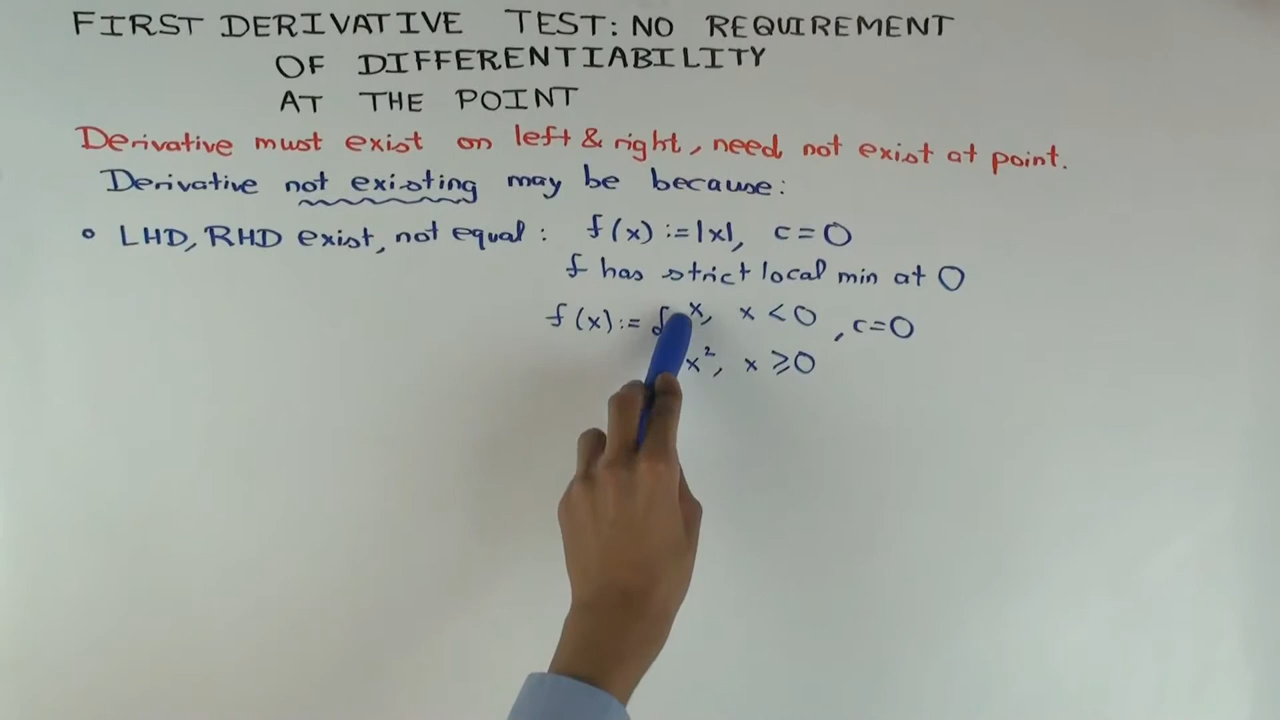 FIRST DERIVATIVE TEST: NO REQUIREMENT
OF DIFFERENTIABILITY
AT THE POINT
Derivative must exist on left & right, need not exist at point.
Derivative not existing may be because:
• LHD, RHD exist, not equal: f(x) := |x|, c=0
f has strict local min at 0
f(x) := { x, x < 0 , c=0
x², x ≥ 0